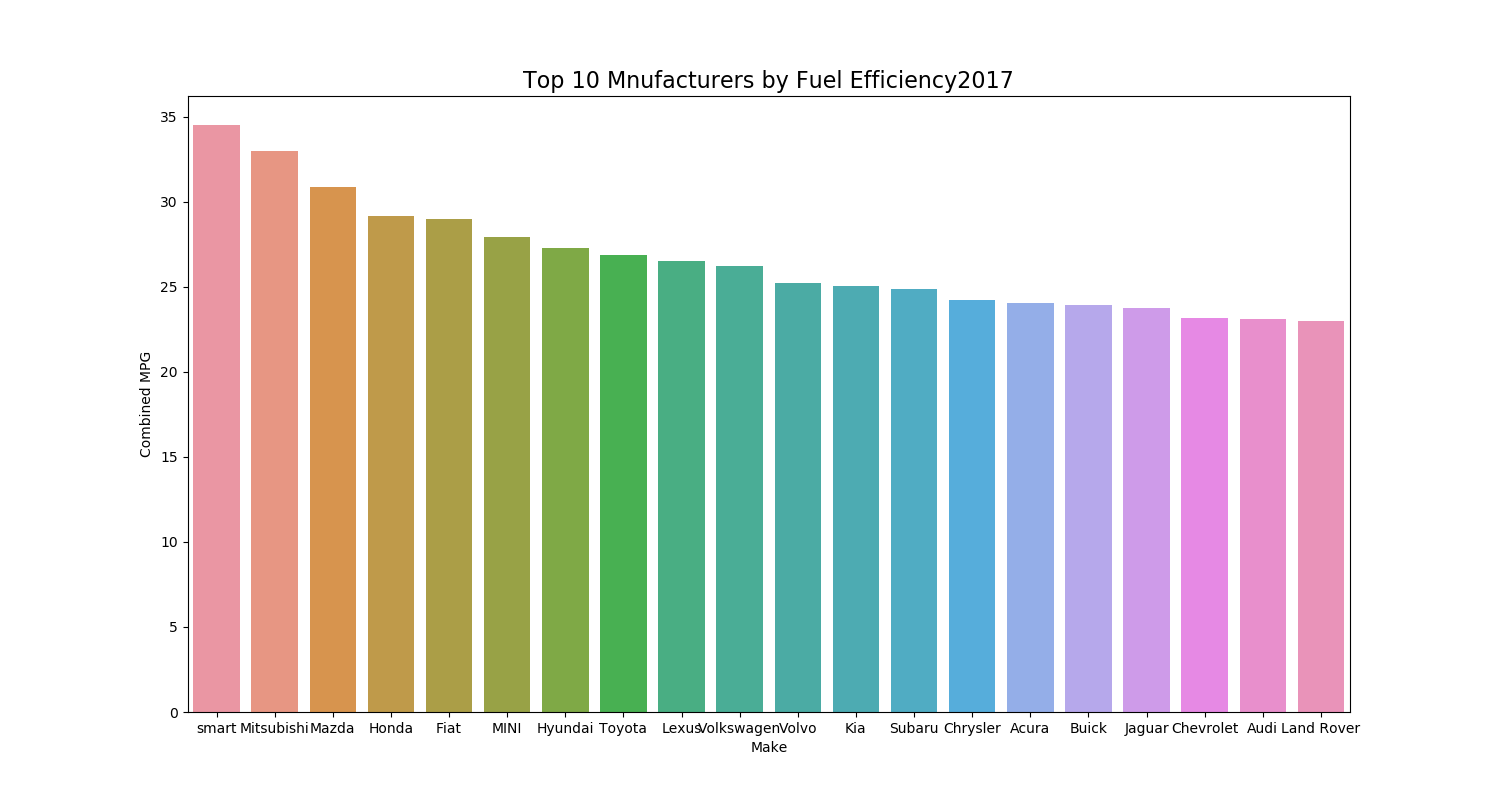 Top 10 Mnufacturers by Fuel Efficiency2017
35
30
25
20
15
10
5
0
Combined MPG
smart Mitsubishi Mazda Honda Fiat MINI Hyundai Toyota Lexus Volkswagen Volvo Kia Subaru Chrysler Acura Buick Jaguar Chevrolet Audi Land Rover
Make